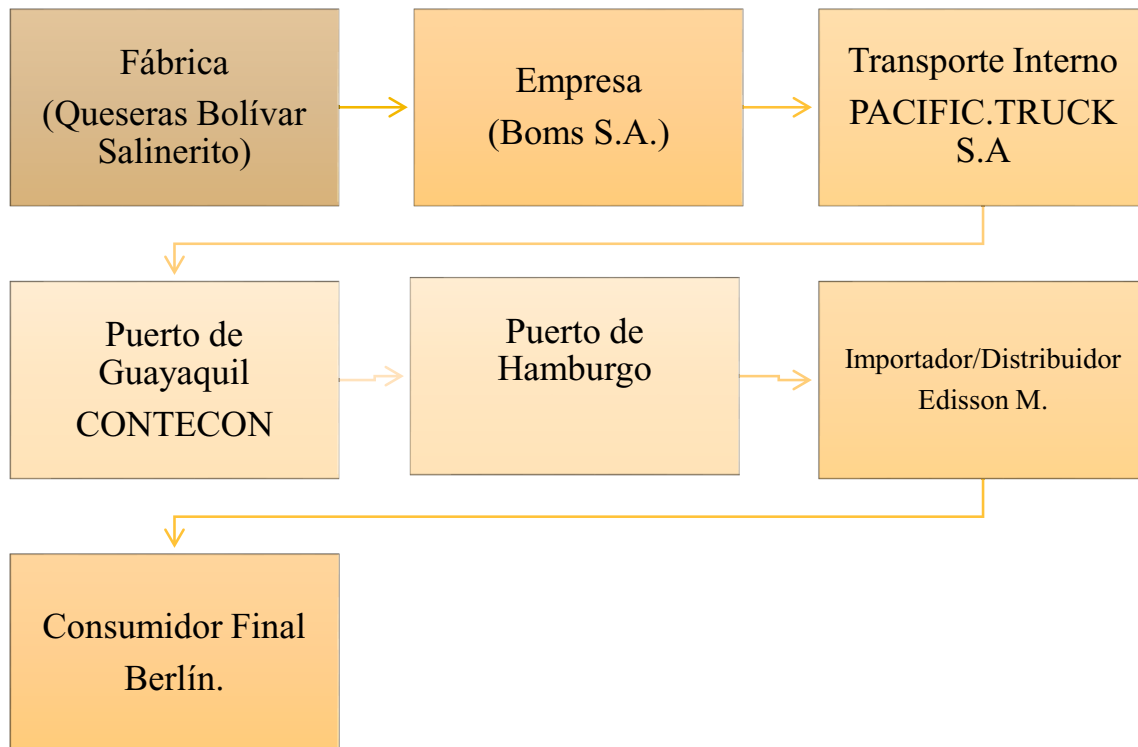 Fábrica
(Queseras Bolívar
Salinerito)
Empresa
(Boms S.A.)
Transporte Interno
PACIFIC.TRUCK
S.A
Puerto de
Guayaquil
CONTECON
Puerto de
Hamburgo
Importador/Distribuidor
Edisson M.
Consumidor Final
Berlín.